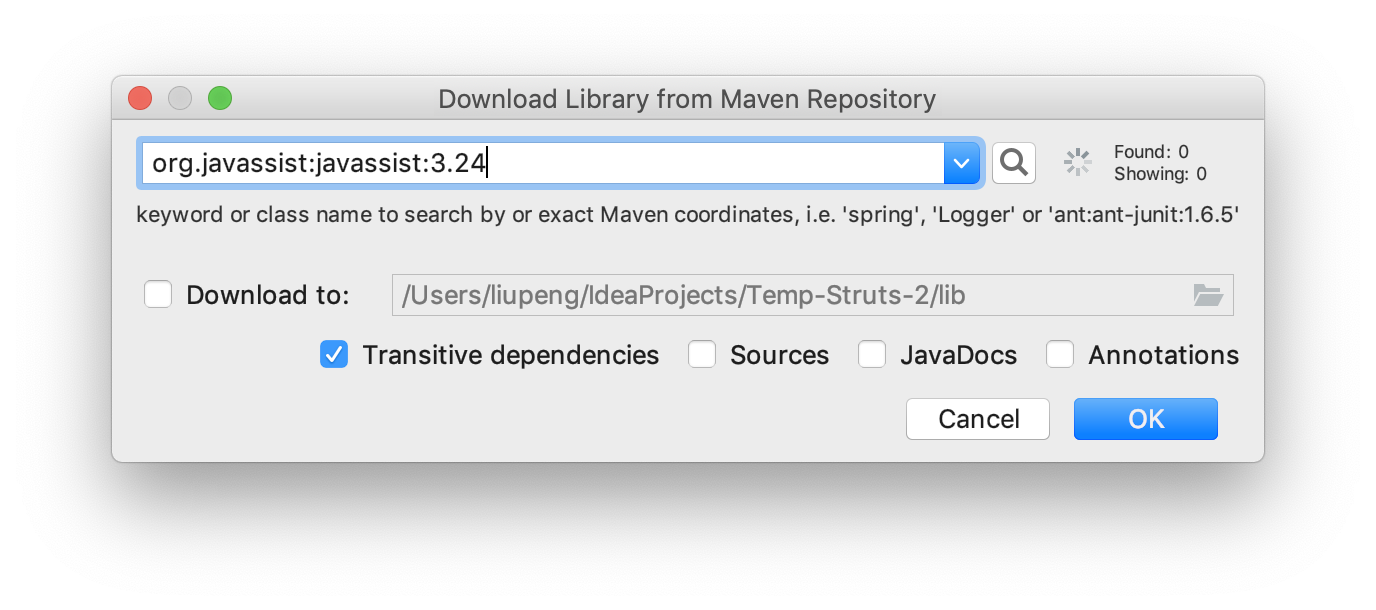 Download Library from Maven Repository
org.javassist:javassist:3.24
Found: 0
Showing: 0
keyword or class name to search by or exact Maven coordinates, i.e. 'spring', 'Logger' or 'ant:ant-junit:1.6.5'
Download to: /Users/liupeng/IdeaProjects/Temp-Struts-2/lib
Transitive dependencies Sources JavaDocs Annotations
Cancel OK